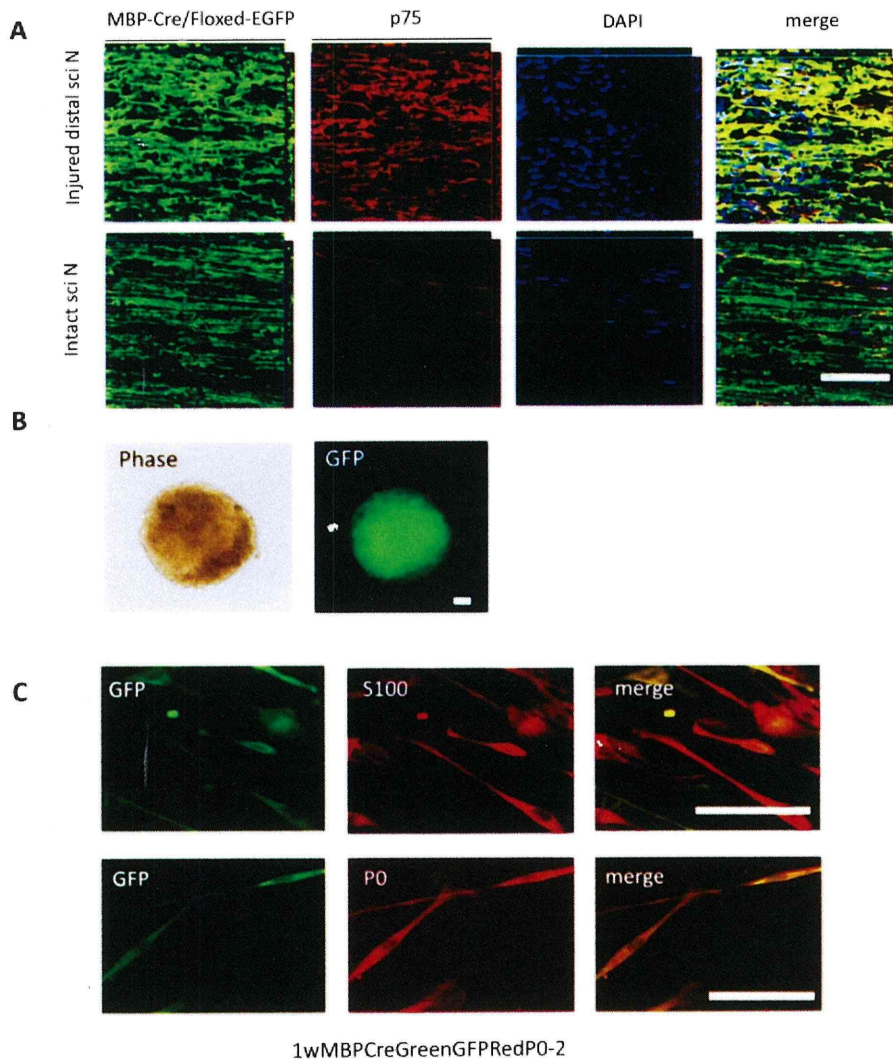 A
MBP-Cre/Floxed-EGFP
p75
DAPI
merge
Injured distal sci N
Intact sci N
B
Phase
GFP
C
GFP
S100
merge
GFP
P0
merge
1wMBPCreGreenGFPRedP0-2